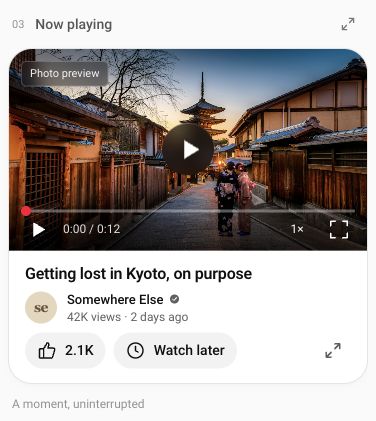 03 Now playing
Photo preview
0:00 / 0:12 1×
Getting lost in Kyoto, on purpose
se
Somewhere Else
42K views · 2 days ago
2.1K Watch later
A moment, uninterrupted